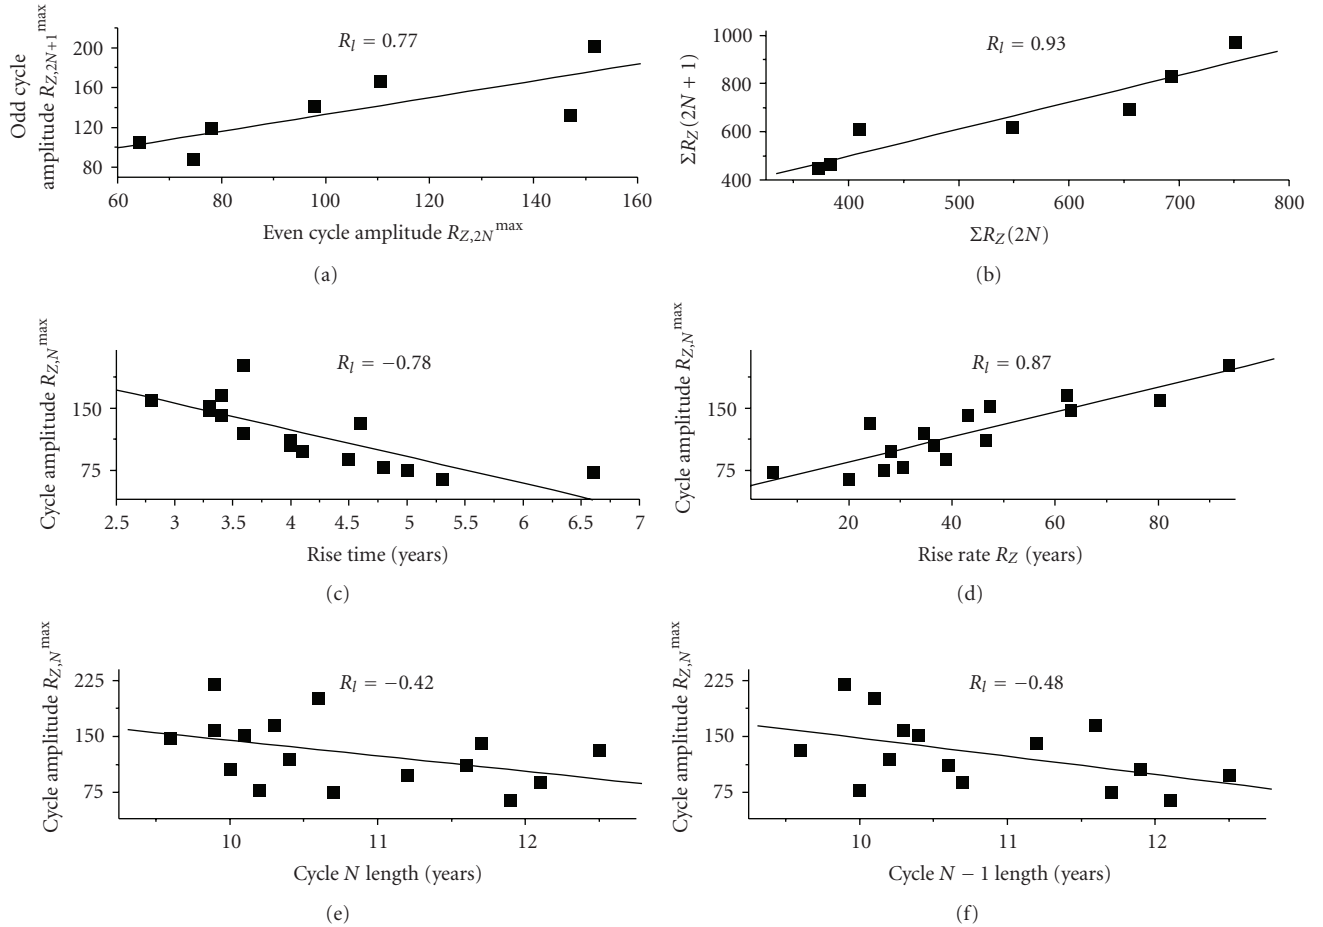 Odd cycle
amplitude R_{Z,2N+1}^{max}
200
160
120
80
R_l = 0.77
60 80 100 120 140 160
Even cycle amplitude R_{Z,2N}^{max}
(a)
ΣR_Z(2N + 1)
1000
800
600
400
R_l = 0.93
400 500 600 700 800
ΣR_Z(2N)
(b)
Cycle amplitude R_{Z,N}^{max}
150
75
R_l = −0.78
2.5 3 3.5 4 4.5 5 5.5 6 6.5 7
Rise time (years)
(c)
Cycle amplitude R_{Z,N}^{max}
150
75
R_l = 0.87
20 40 60 80
Rise rate R_Z (years)
(d)
Cycle amplitude R_{Z,N}^{max}
225
150
75
R_l = −0.42
10 11 12
Cycle N length (years)
(e)
Cycle amplitude R_{Z,N}^{max}
225
150
75
R_l = −0.48
10 11 12
Cycle N − 1 length (years)
(f)